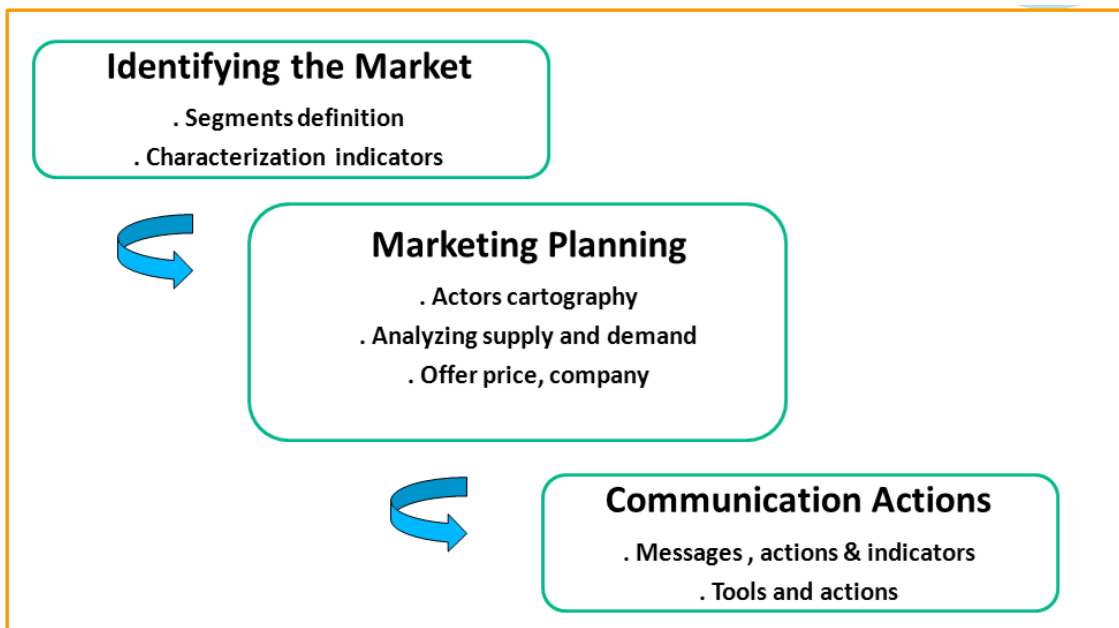 Identifying the Market
. Segments definition
. Characterization indicators
Marketing Planning
. Actors cartography
. Analyzing supply and demand
. Offer price, company
Communication Actions
. Messages , actions & indicators
. Tools and actions